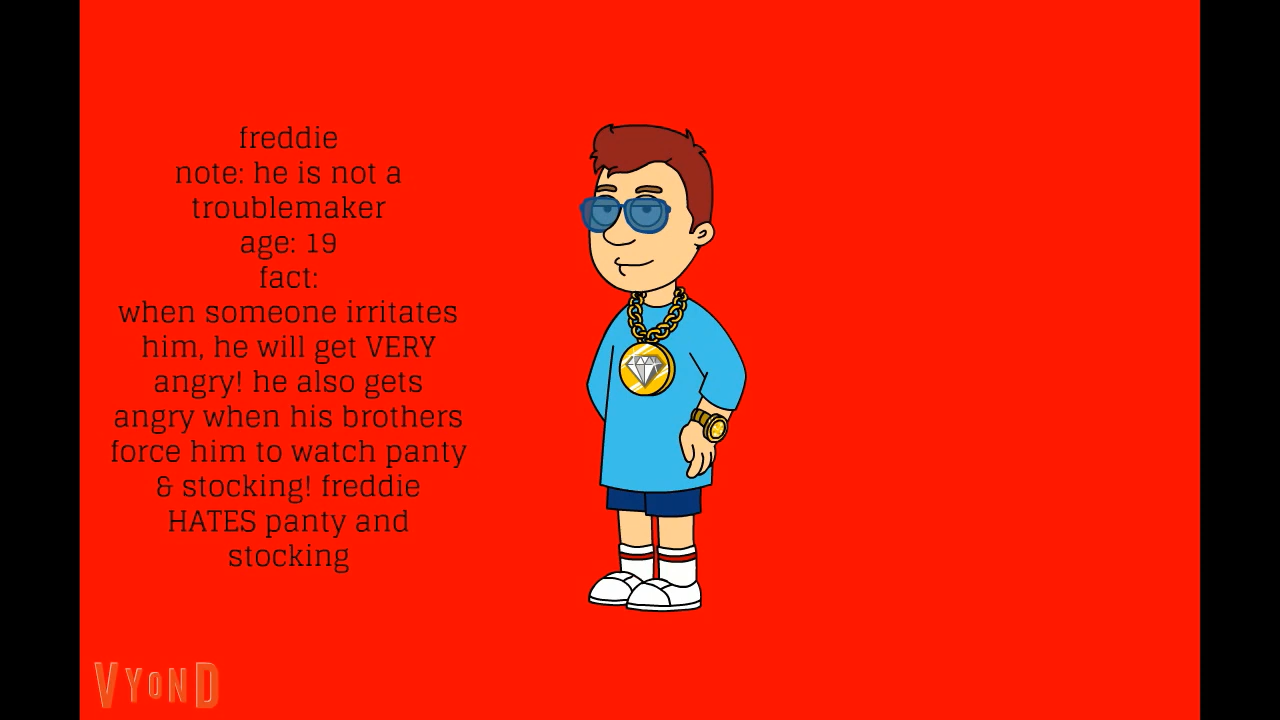 freddie
note: he is not a
troublemaker
age: 19
fact:
when someone irritates
him, he will get VERY
angry! he also gets
angry when his brothers
force him to watch panty
& stocking! freddie
HATES panty and
stocking
VYOND